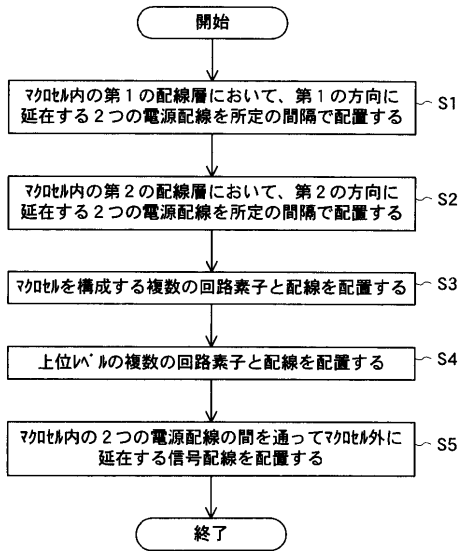 開始
マクロセル内の第1の配線層において、第1の方向に
延在する2つの電源配線を所定の間隔で配置する
S1
マクロセル内の第2の配線層において、第2の方向に
延在する2つの電源配線を所定の間隔で配置する
S2
マクロセルを構成する複数の回路素子と配線を配置する
S3
上位レベルの複数の回路素子と配線を配置する
S4
マクロセル内の2つの電源配線の間を通ってマクロセル外に
延在する信号配線を配置する
S5
終了